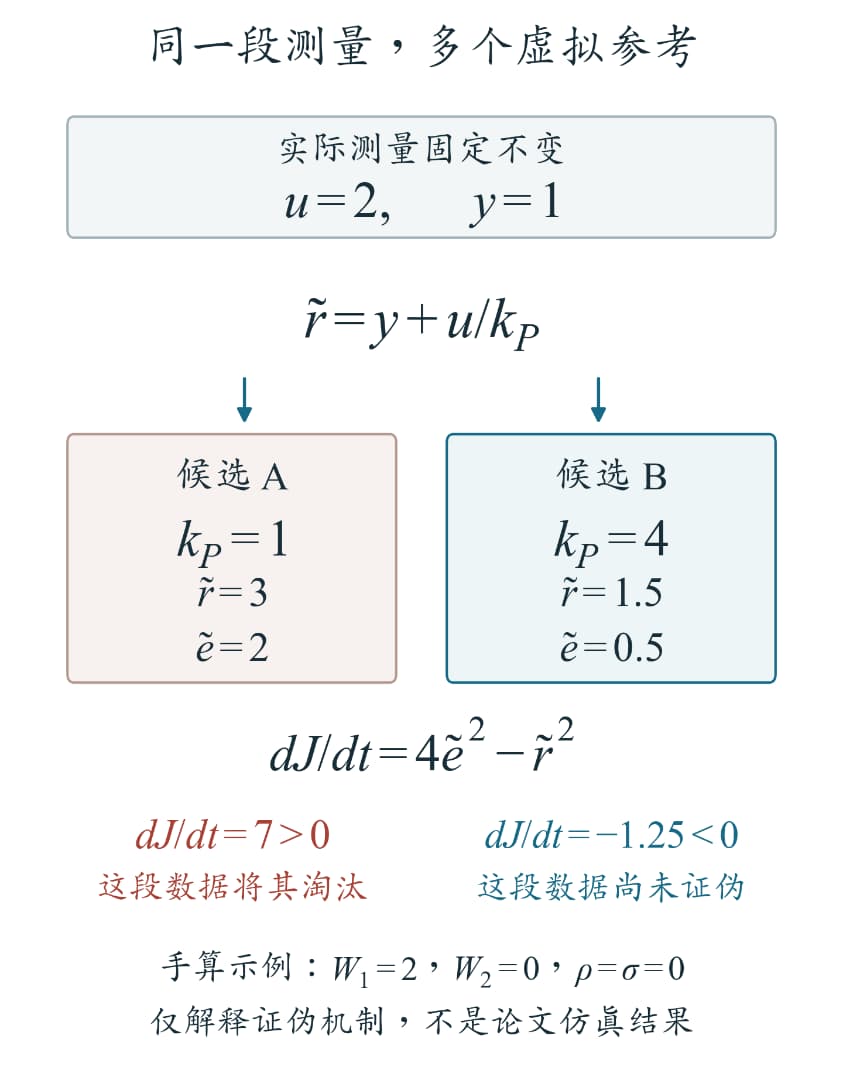 同一段测量，多个虚拟参考
实际测量固定不变
u=2, y=1
r̃=y+u/k_P
候选 A
k_P=1
r̃=3
ẽ=2
候选 B
k_P=4
r̃=1.5
ẽ=0.5
dJ/dt=4ẽ²−r̃²
dJ/dt=7>0
这段数据将其淘汰
dJ/dt=−1.25<0
这段数据尚未证伪
手算示例：W₁=2，W₂=0，ρ=σ=0
仅解释证伪机制，不是论文仿真结果